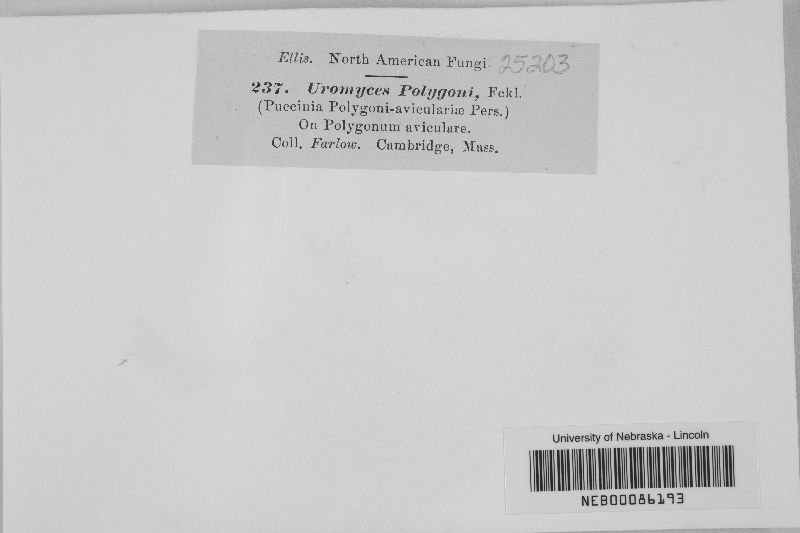 Ellis. North American Fungi. 25203
237. Uromyces Polygoni, Fckl.
(Puccinia Polygoni-aviculariæ Pers.)
On Polygonum aviculare.
Coll. Farlow. Cambridge, Mass.
University of Nebraska - Lincoln
NEB00086193